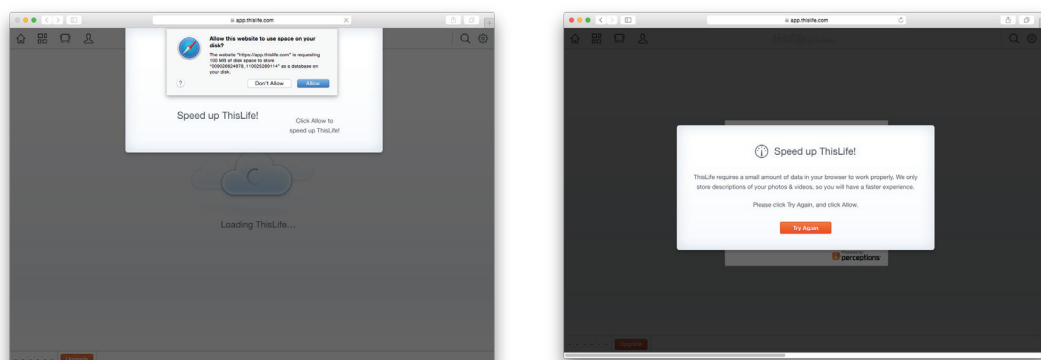 app.thislife.com
Allow this website to use space on your
disk?
The website "https://app.thislife.com" is requesting
100 MB of disk space to store
as a database on
your disk.
?
Don't Allow
Allow
Speed up ThisLife!
Click Allow to
speed up ThisLife!
Loading ThisLife...
Upgrade
app.thislife.com
Speed up ThisLife!
ThisLife requires a small amount of data in your browser to work properly. We only
store descriptions of your photos & videos, so you will have a faster experience.
Please click Try Again, and click Allow.
Try Again
perceptions
Upgrade